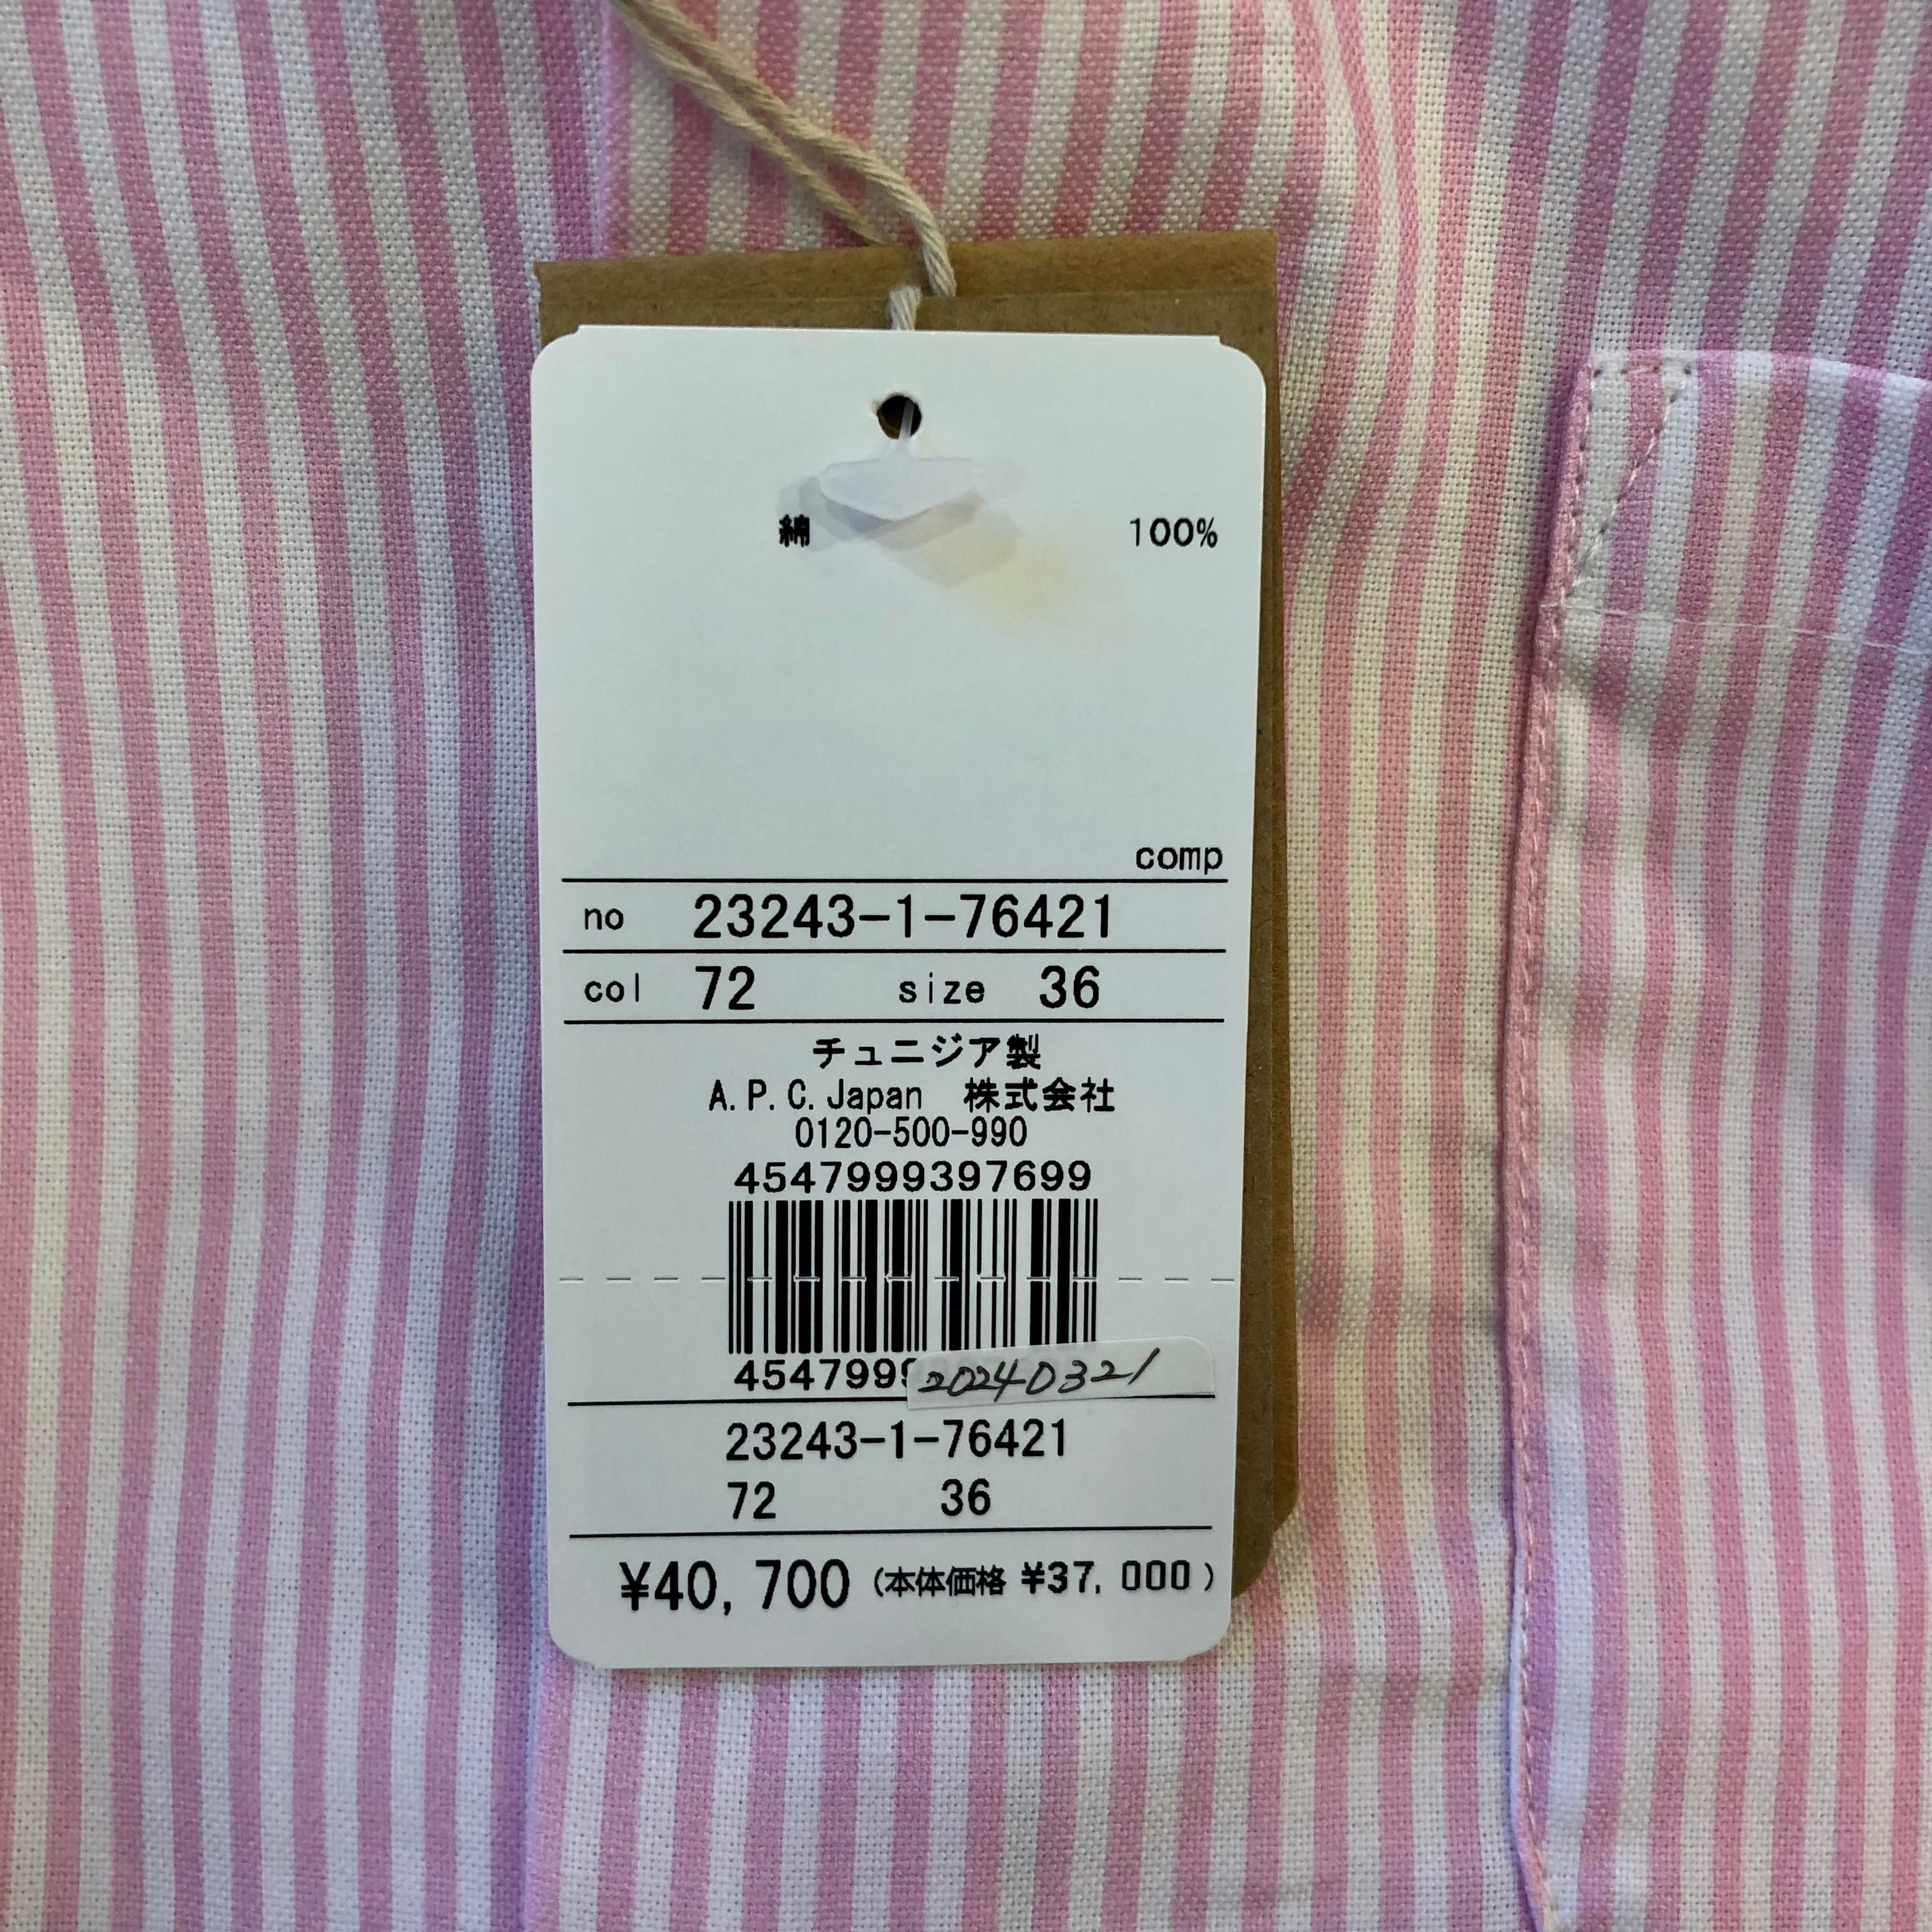 綿 100%
comp
no 23243-1-76421
col 72 size 36
チュニジア製
A.P.C.Japan 株式会社
0120-500-990
4547999397699
454799 20240321
23243-1-76421
72 36
¥40,700 (本体価格 ¥37,000)